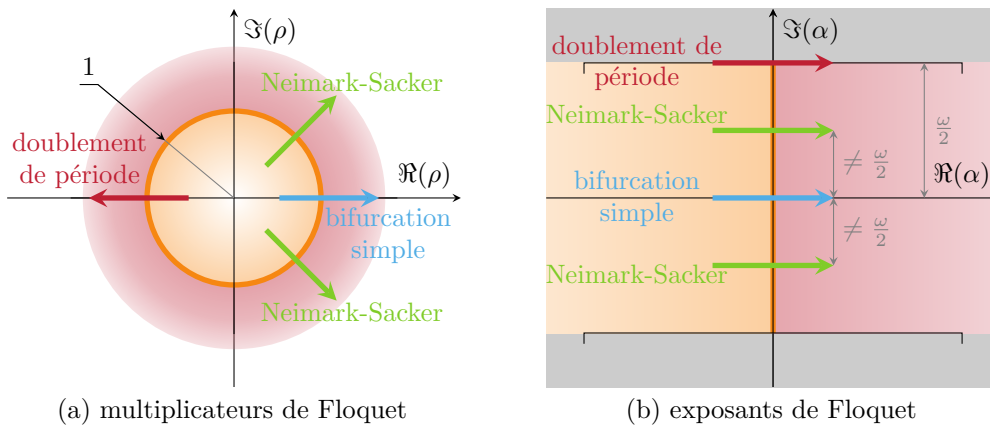 ℑ(ρ)
1
Neimark-Sacker
doublement
de période
ℜ(ρ)
bifurcation
simple
Neimark-Sacker
(a) multiplicateurs de Floquet
ℑ(α)
doublement de
période
Neimark-Sacker
ω/2
≠ ω/2
ℜ(α)
bifurcation
simple
≠ ω/2
Neimark-Sacker
(b) exposants de Floquet